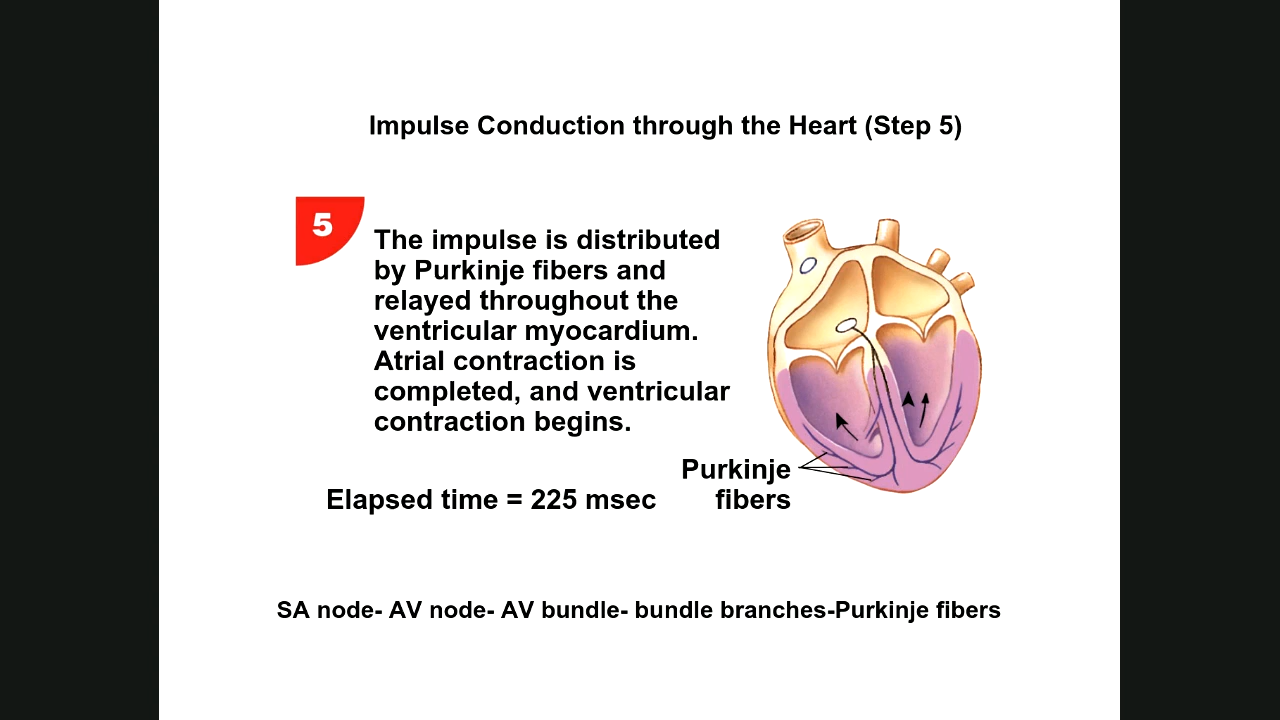 Impulse Conduction through the Heart (Step 5)
5
The impulse is distributed
by Purkinje fibers and
relayed throughout the
ventricular myocardium.
Atrial contraction is
completed, and ventricular
contraction begins.
Purkinje
fibers
Elapsed time = 225 msec
SA node- AV node- AV bundle- bundle branches-Purkinje fibers